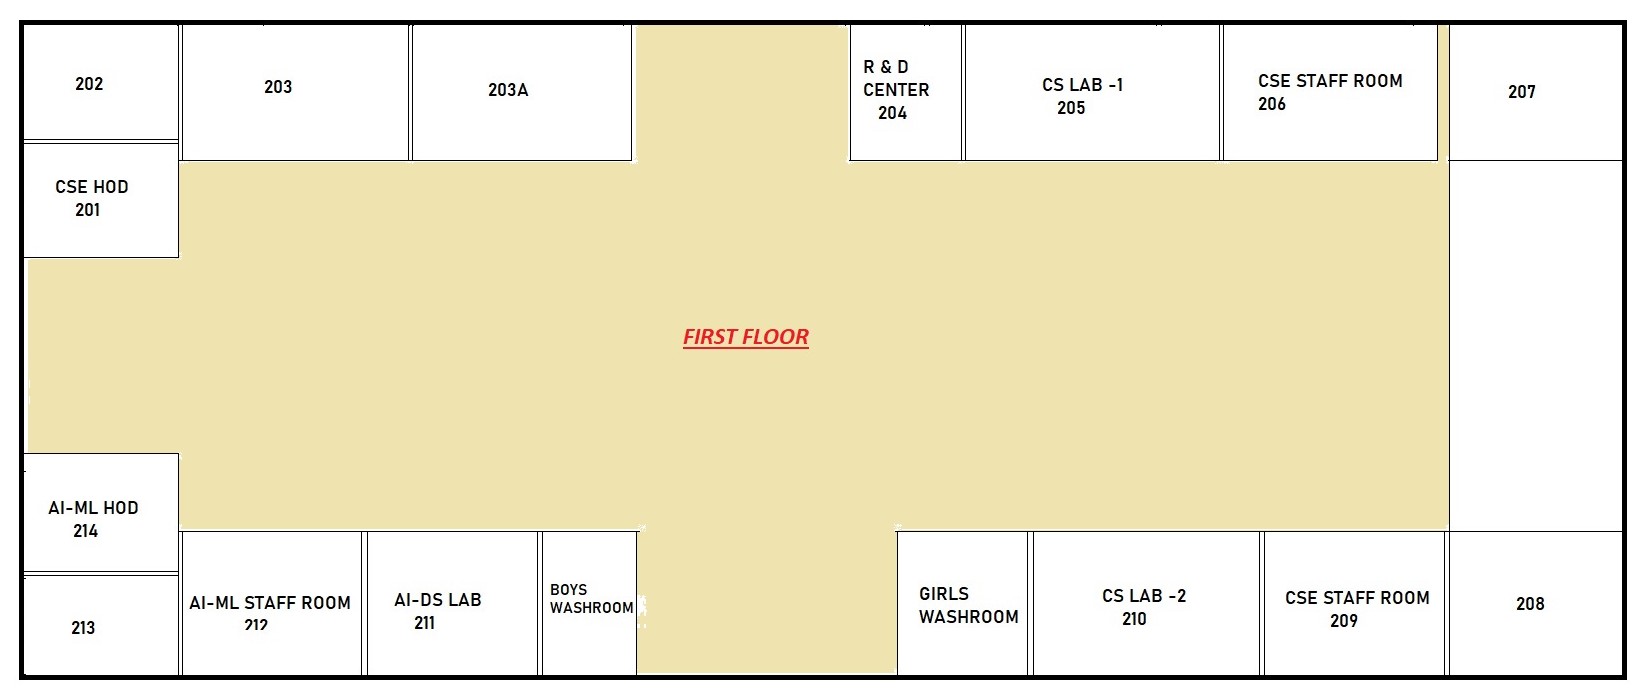 202
203
203A
R & D
CENTER
204
CS LAB -1
205
CSE STAFF ROOM
206
207
CSE HOD
201
FIRST FLOOR
AI-ML HOD
214
213
AI-ML STAFF ROOM
212
AI-DS LAB
211
BOYS
WASHROOM
GIRLS
WASHROOM
CS LAB -2
210
CSE STAFF ROOM
209
208